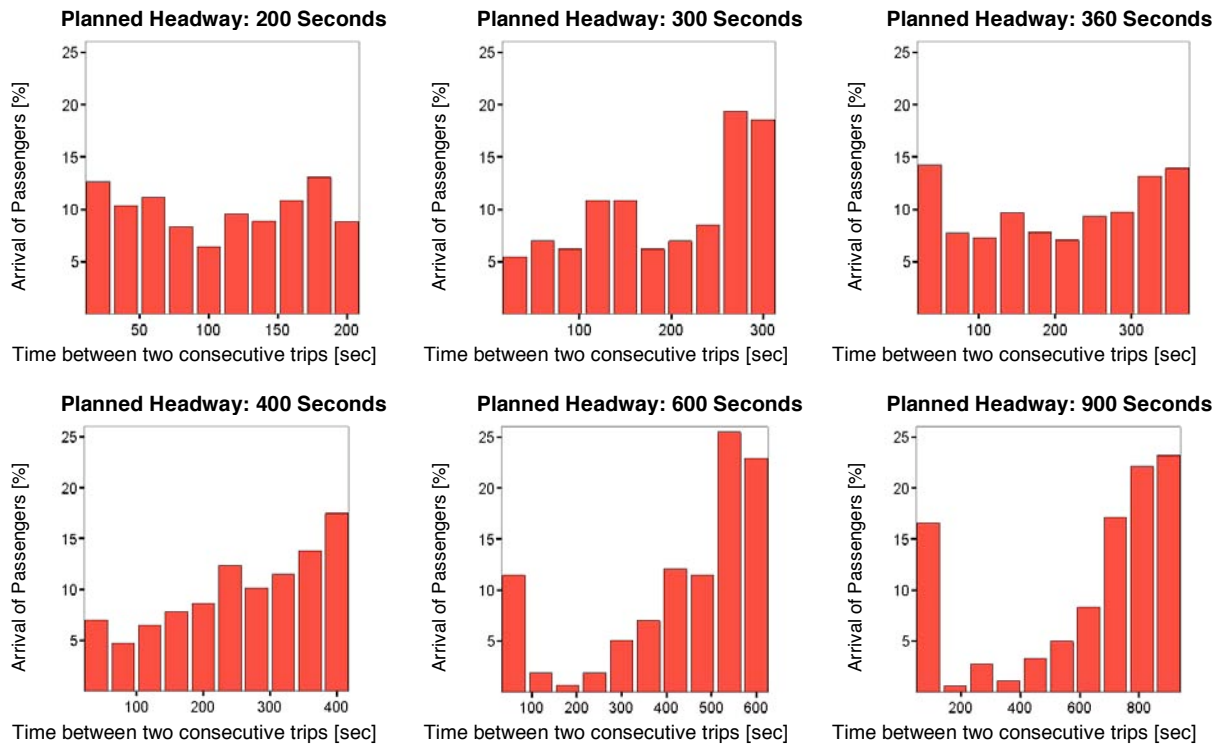 Planned Headway: 200 Seconds
Arrival of Passengers [%]
25
20
15
10
5
50 100 150 200
Time between two consecutive trips [sec]
Planned Headway: 300 Seconds
Arrival of Passengers [%]
25
20
15
10
5
100 200 300
Time between two consecutive trips [sec]
Planned Headway: 360 Seconds
Arrival of Passengers [%]
25
20
15
10
5
100 200 300
Time between two consecutive trips [sec]
Planned Headway: 400 Seconds
Arrival of Passengers [%]
25
20
15
10
5
100 200 300 400
Time between two consecutive trips [sec]
Planned Headway: 600 Seconds
Arrival of Passengers [%]
25
20
15
10
5
100 200 300 400 500 600
Time between two consecutive trips [sec]
Planned Headway: 900 Seconds
Arrival of Passengers [%]
25
20
15
10
5
200 400 600 800
Time between two consecutive trips [sec]